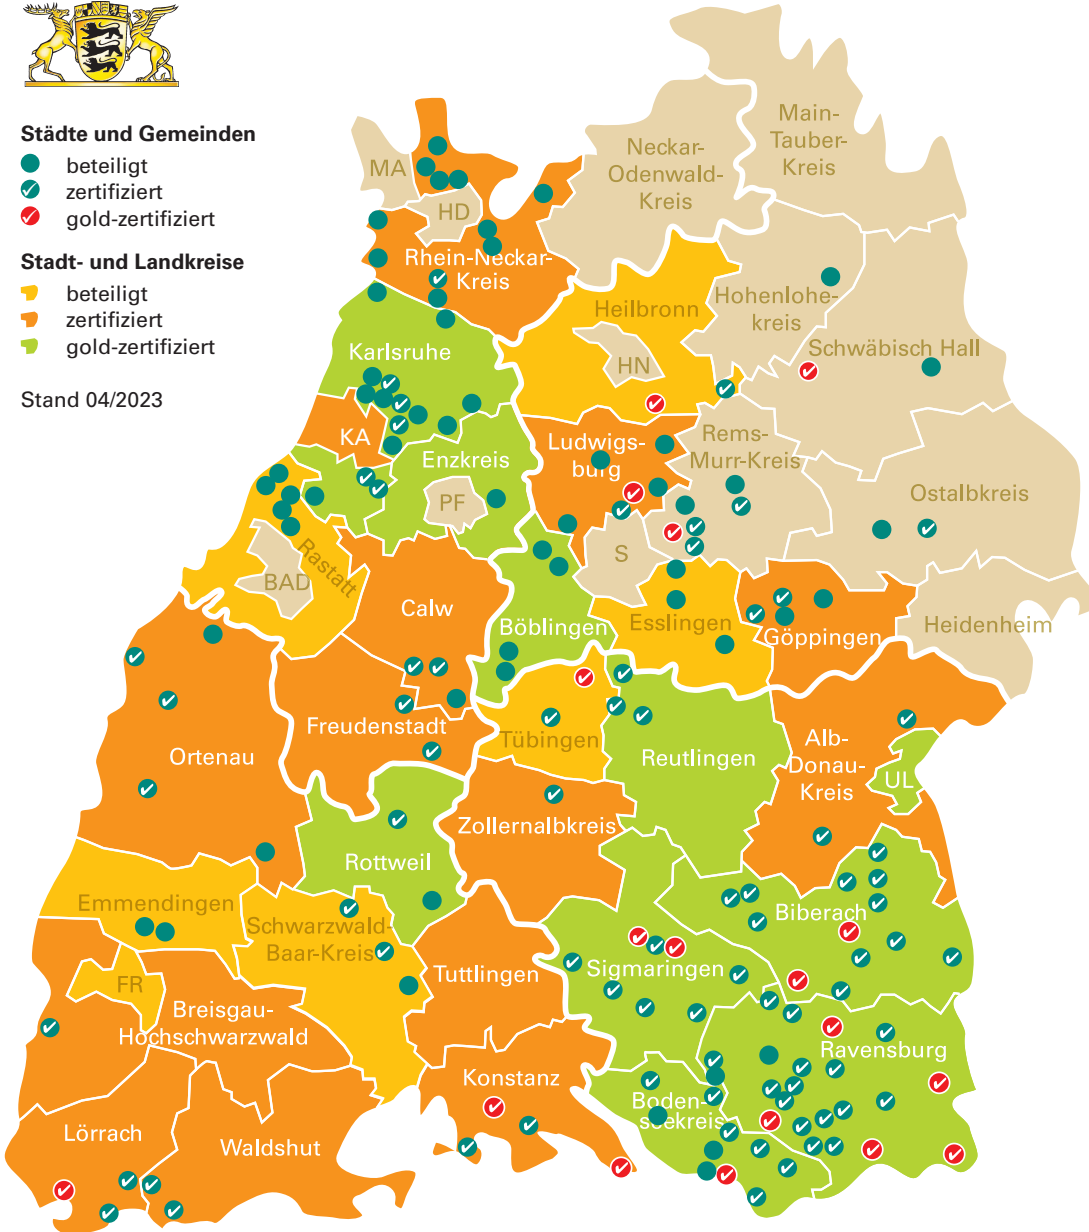 Städte und Gemeinden
beteiligt
zertifiziert
gold-zertifiziert
Stadt- und Landkreise
beteiligt
zertifiziert
gold-zertifiziert
Stand 04/2023
Main-
Tauber-
Kreis
Neckar-
Odenwald-
Kreis
MA
HD
Rhein-Neckar-
Kreis
Heilbronn
Hohenlohe-
kreis
HN
Schwäbisch Hall
Karlsruhe
KA
Enzkreis
PF
Ludwigs-
burg
Rems-
Murr-Kreis
Ostalbkreis
S
Rastatt
BAD
Calw
Böblingen
Esslingen
Göppingen
Heidenheim
Freudenstadt
Tübingen
Reutlingen
Alb-
Donau-
Kreis
UL
Ortenau
Zollernalbkreis
Rottweil
Emmendingen
Schwarzwald-
Baar-Kreis
Biberach
Sigmaringen
Tuttlingen
FR
Breisgau-
Hochschwarzwald
Ravensburg
Konstanz
Boden-
seekreis
Lörrach
Waldshut